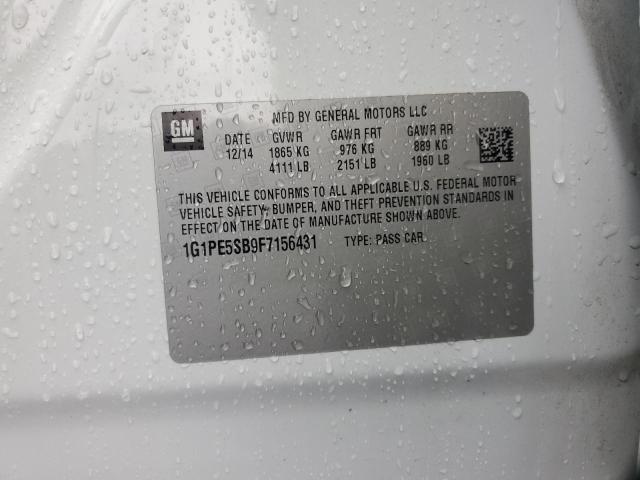 GM
MFD BY GENERAL MOTORS LLC
DATE GVWR GAWR FRT GAWR RR
12/14 1865 KG 976 KG 889 KG
4111 LB 2151 LB 1960 LB
THIS VEHICLE CONFORMS TO ALL APPLICABLE U.S. FEDERAL MOTOR
VEHICLE SAFETY, BUMPER, AND THEFT PREVENTION STANDARDS IN
EFFECT ON THE DATE OF MANUFACTURE SHOWN ABOVE.
1G1PE5SB9F7156431 TYPE: PASS CAR